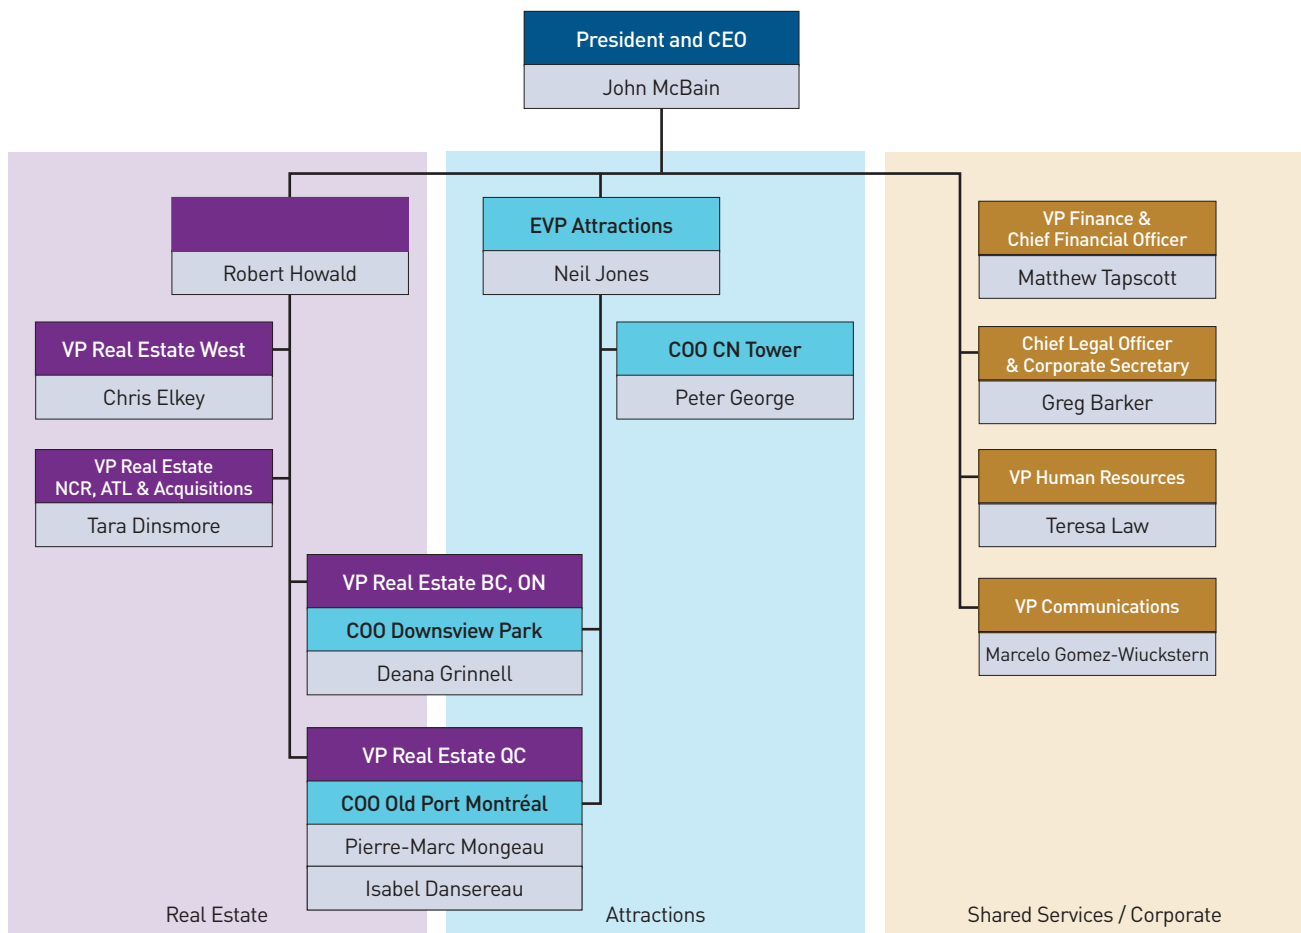 President and CEO
John McBain
Robert Howald
EVP Attractions
Neil Jones
VP Finance &
Chief Financial Officer
Matthew Tapscott
VP Real Estate West
Chris Elkey
COO CN Tower
Peter George
Chief Legal Officer
& Corporate Secretary
Greg Barker
VP Real Estate
NCR, ATL & Acquisitions
Tara Dinsmore
VP Human Resources
Teresa Law
VP Real Estate BC, ON
COO Downsview Park
Deana Grinnell
VP Communications
Marcelo Gomez-Wiuckstern
VP Real Estate QC
COO Old Port Montréal
Pierre-Marc Mongeau
Isabel Dansereau
Real Estate
Attractions
Shared Services / Corporate